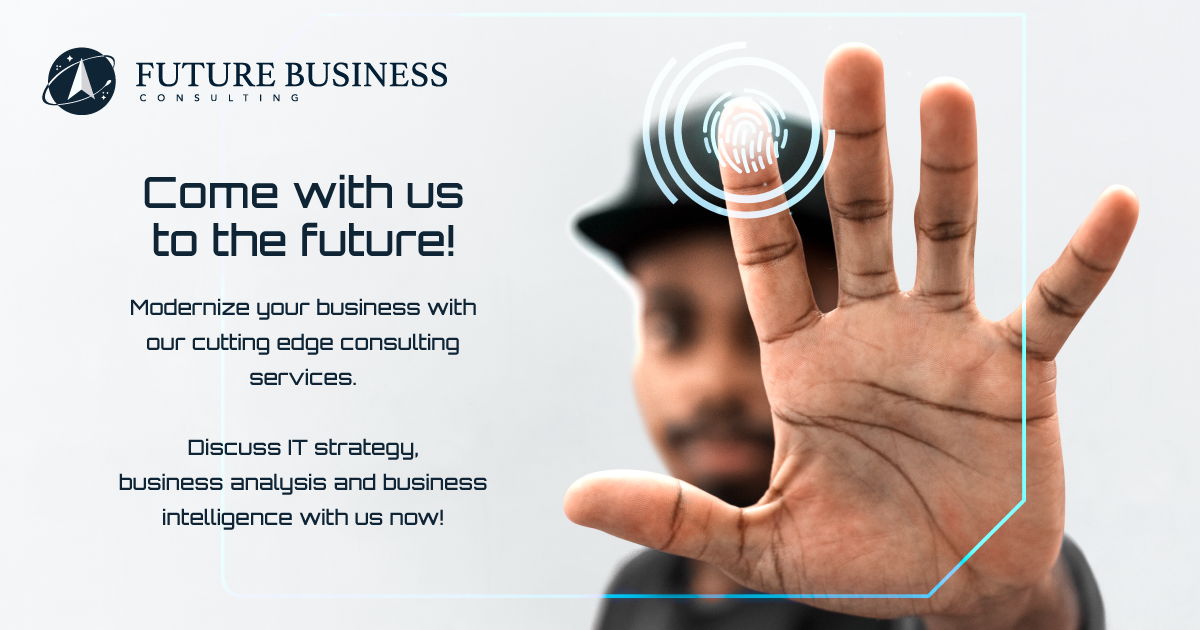 FUTURE BUSINESS
CONSULTING
Come with us
to the future!
Modernize your business with
our cutting edge consulting
services.
Discuss IT strategy,
business analysis and business
intelligence with us now!